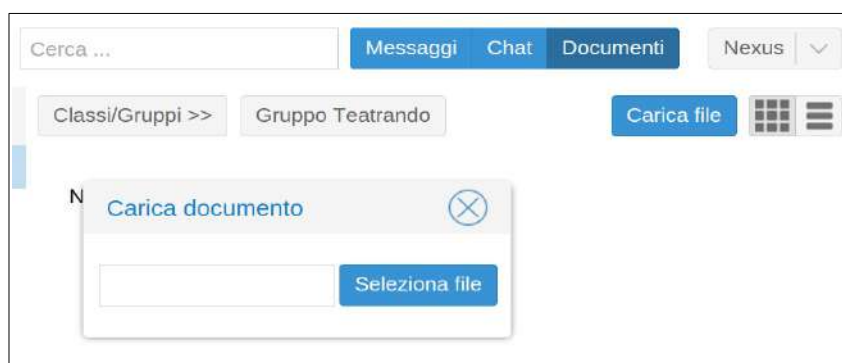 Cerca ... Messaggi Chat Documenti Nexus
Classi/Gruppi >> Gruppo Teatrando Carica file
N
Carica documento
Seleziona file